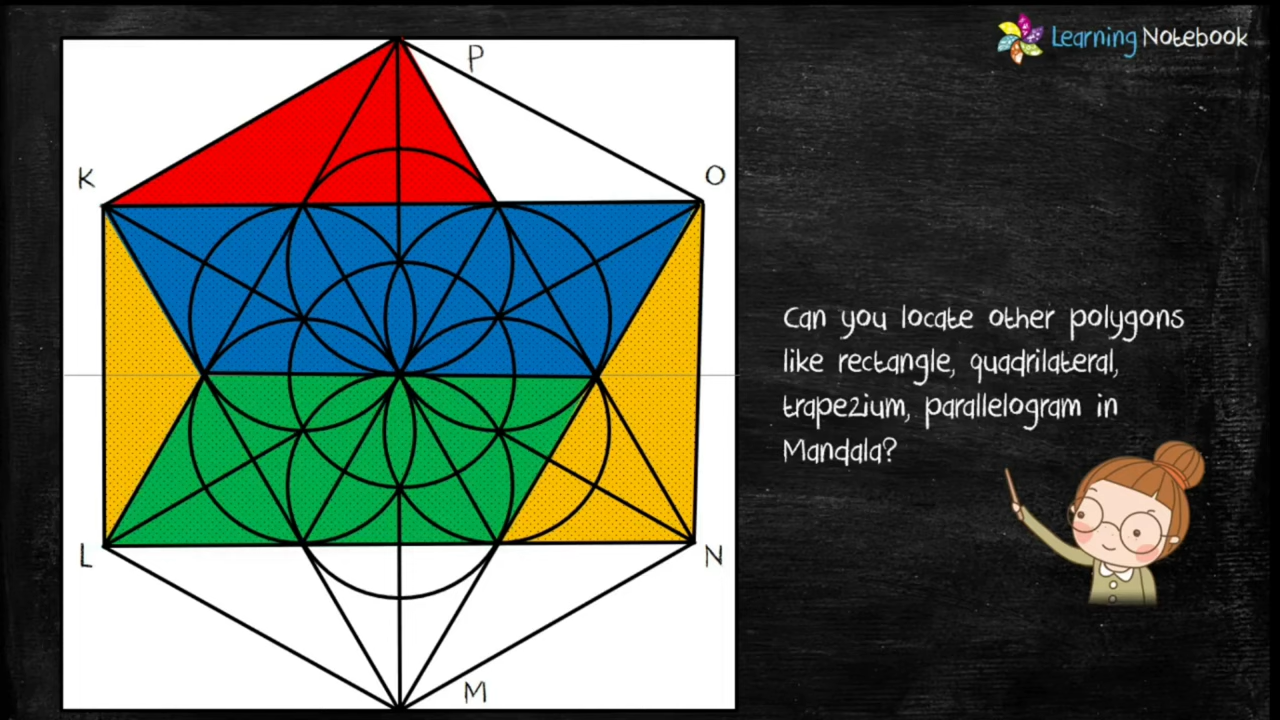 Learning Notebook
P
K
O
Can you locate other polygons
like rectangle, quadrilateral,
trapezium, parallelogram in
Mandala?
L
N
M